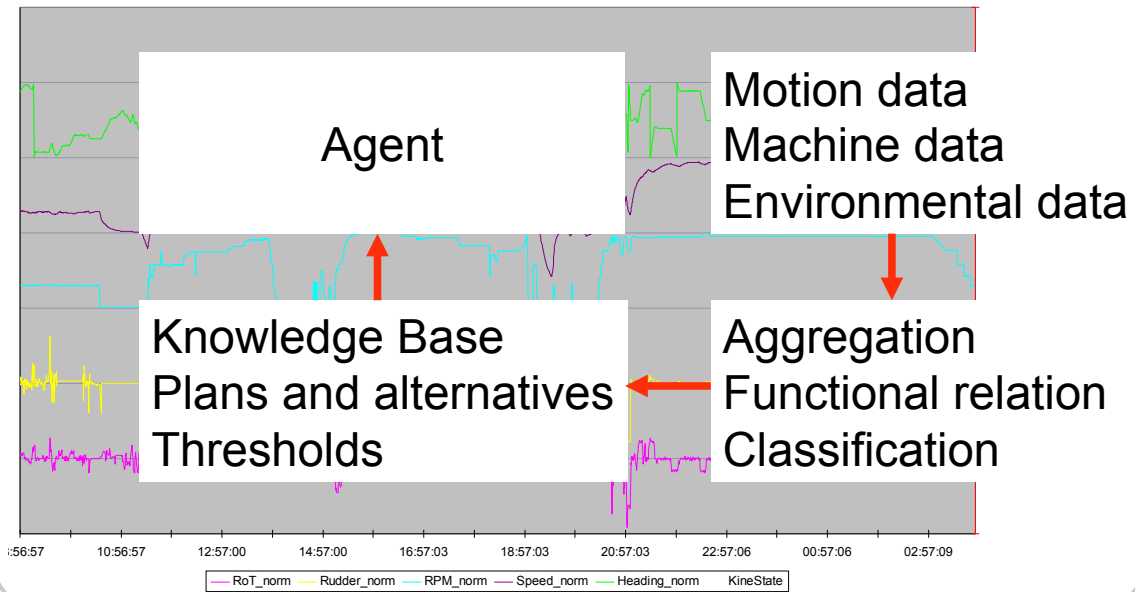 Agent
Motion data
Machine data
Environmental data
Knowledge Base
Plans and alternatives
Thresholds
Aggregation
Functional relation
Classification
:56:57 10:56:57 12:57:00 14:57:00 16:57:03 18:57:03 20:57:03 22:57:06 00:57:06 02:57:09
RoT_norm Rudder_norm RPM_norm Speed_norm Heading_norm KineState